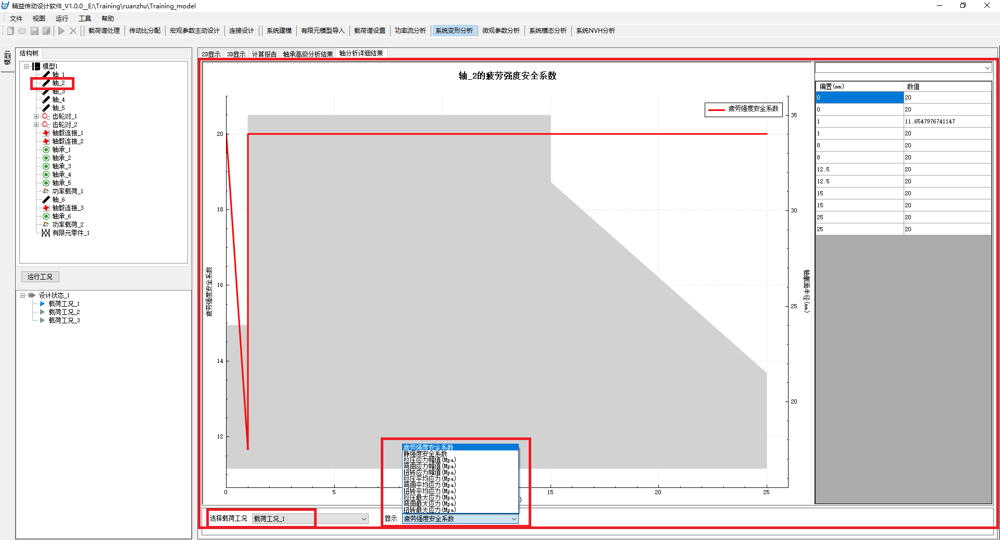 精益传动设计软件_V1.0.0__E:\Training\ruanzhu\Training_model
文件 视图 运行 工具 帮助
载荷谱处理 传动比分配 宏观参数主动设计 连接设计 系统建模 有限元模型导入 载荷谱设置 功率流分析 系统变形分析 微观参数分析 系统模态分析 系统NVH分析
模型1
结构树
模型1
轴_1
轴_2
轴_3
轴_4
轴_5
齿轮对_1
齿轮对_2
轴毂连接_1
轴毂连接_2
轴承_1
轴承_2
轴承_3
轴承_4
轴承_5
功率载荷_1
轴_6
轴毂连接_3
轴承_6
功率载荷_2
有限元零件_1
运行工况
设计状态_1
载荷工况_1
载荷工况_2
载荷工况_3
2D显示 3D显示 计算报告 轴承高级分析结果 轴分析详细结果
轴_2的疲劳强度安全系数
疲劳强度安全系数
20
18
16
14
12
疲劳强度安全系数
35
30
25
20
轴截面半径(mm)
0 5 15 20 25
)
疲劳强度安全系数
静强度安全系数
拉压应力幅值(Mpa)
弯曲应力幅值(Mpa)
扭转应力幅值(Mpa)
拉压平均应力(Mpa)
弯曲平均应力(Mpa)
扭转平均应力(Mpa)
拉压最大应力(Mpa)
弯曲最大应力(Mpa)
扭转最大应力(Mpa)
选择载荷工况 载荷工况_1 显示 疲劳强度安全系数
偏置(mm) 数值
0 20
0 20
1 11.6547976741147
1 20
8 20
8 20
12.5 20
12.5 20
15 20
15 20
25 20
25 20